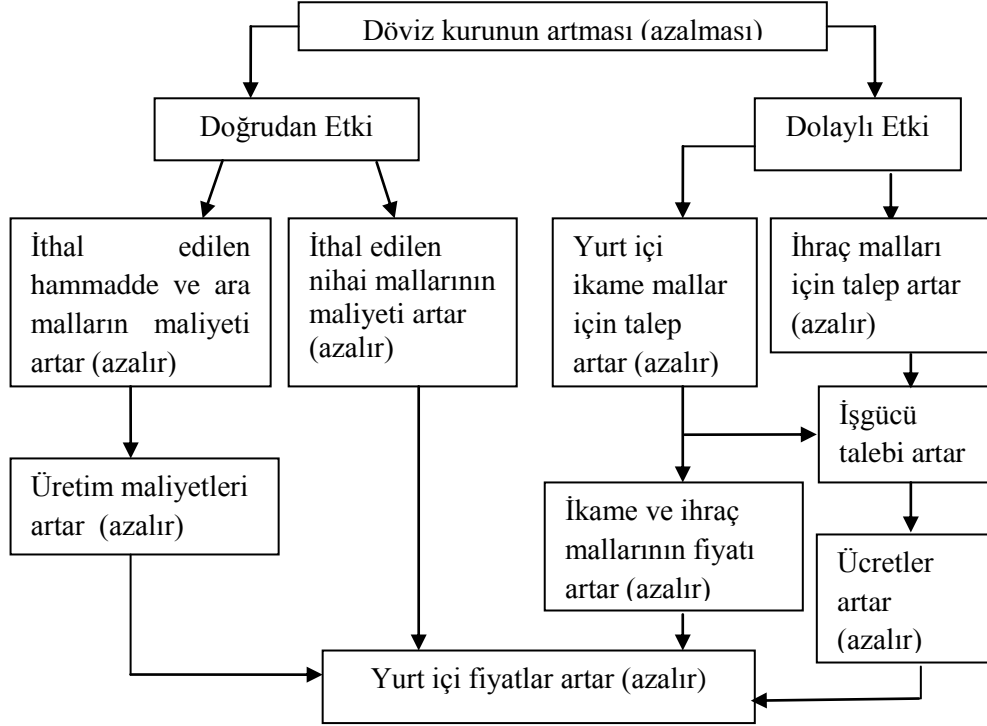 Döviz kurunun artması (azalması)
Doğrudan Etki
Dolaylı Etki
İthal edilen
hammadde ve ara
malların maliyeti
artar (azalır)
İthal edilen
nihai mallarının
maliyeti artar
(azalır)
Yurt içi
ikame mallar
için talep
artar (azalır)
İhraç malları
için talep artar
(azalır)
İşgücü
talebi artar
Üretim maliyetleri
artar (azalır)
İkame ve ihraç
mallarının fiyatı
artar (azalır)
Ücretler
artar
(azalır)
Yurt içi fiyatlar artar (azalır)